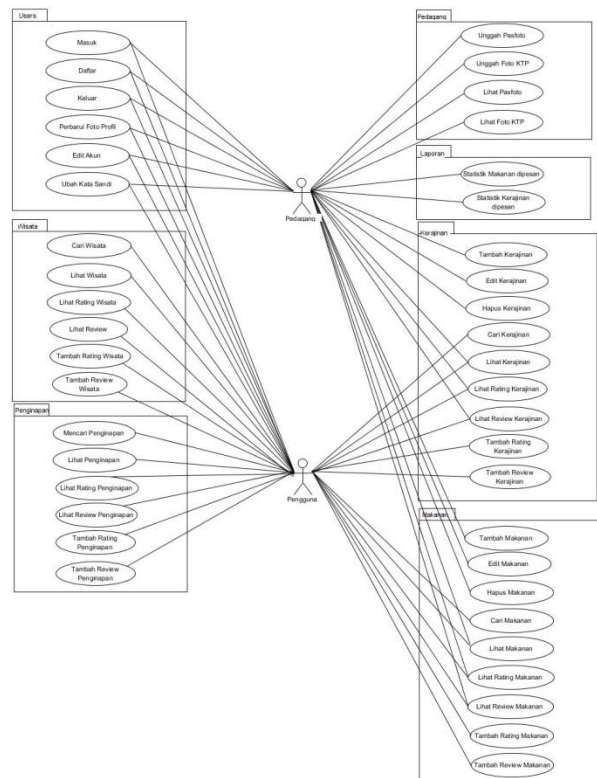 Users
Masuk
Daftar
Keluar
Perbarui Foto Profil
Edit Akun
Ubah Kata Sandi
Wisata
Cari Wisata
Lihat Wisata
Lihat Rating Wisata
Lihat Review
Tambah Rating Wisata
Tambah Review
Wisata
Penginapan
Mencari Penginapan
Lihat Penginapan
Lihat Rating Penginapan
Lihat Review Penginapan
Tambah Rating
Penginapan
Tambah Review
Penginapan
Pedagang
Pengguna
Pedagang
Unggah Pasfoto
Unggah Foto KTP
Lihat Pasfoto
Lihat Foto KTP
Laporan
Statistik Makanan dipesan
Statistik Kerajinan
dipesan
Kerajinan
Tambah Kerajinan
Edit Kerajinan
Hapus Kerajinan
Cari Kerajinan
Lihat Kerajinan
Lihat Rating Kerajinan
Lihat Review Kerajinan
Tambah Rating
Kerajinan
Tambah Review
Kerajinan
Makanan
Tambah Makanan
Edit Makanan
Hapus Makanan
Cari Makanan
Lihat Makanan
Lihat Rating Makanan
Lihat Review Makanan
Tambah Rating Makanan
Tambah Review Makanan